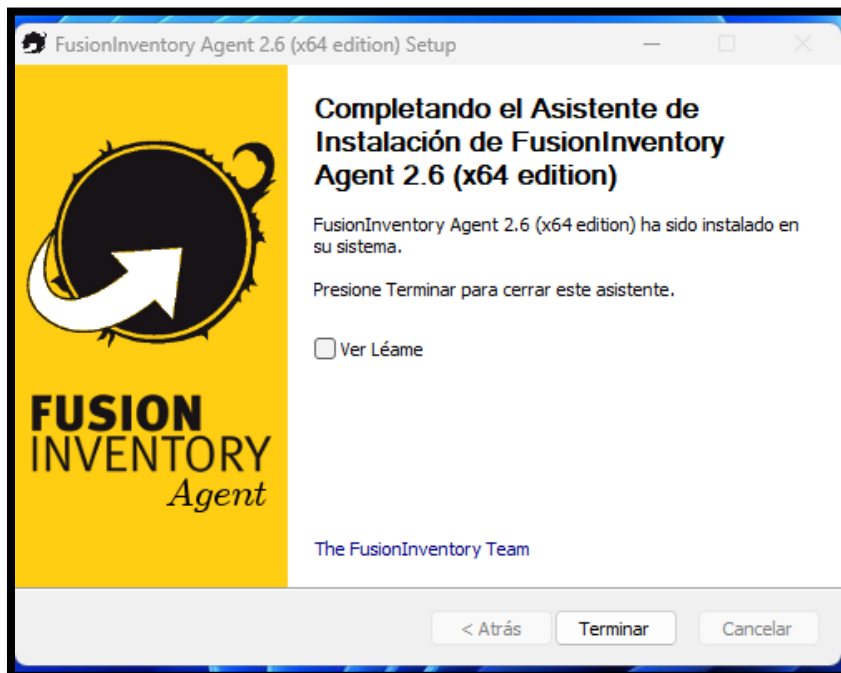 FusionInventory Agent 2.6 (x64 edition) Setup
Completando el Asistente de
Instalación de FusionInventory
Agent 2.6 (x64 edition)
FusionInventory Agent 2.6 (x64 edition) ha sido instalado en
su sistema.
Presione Terminar para cerrar este asistente.
Ver Léame
FUSION
INVENTORY
Agent
The FusionInventory Team
< Atrás
Terminar
Cancelar